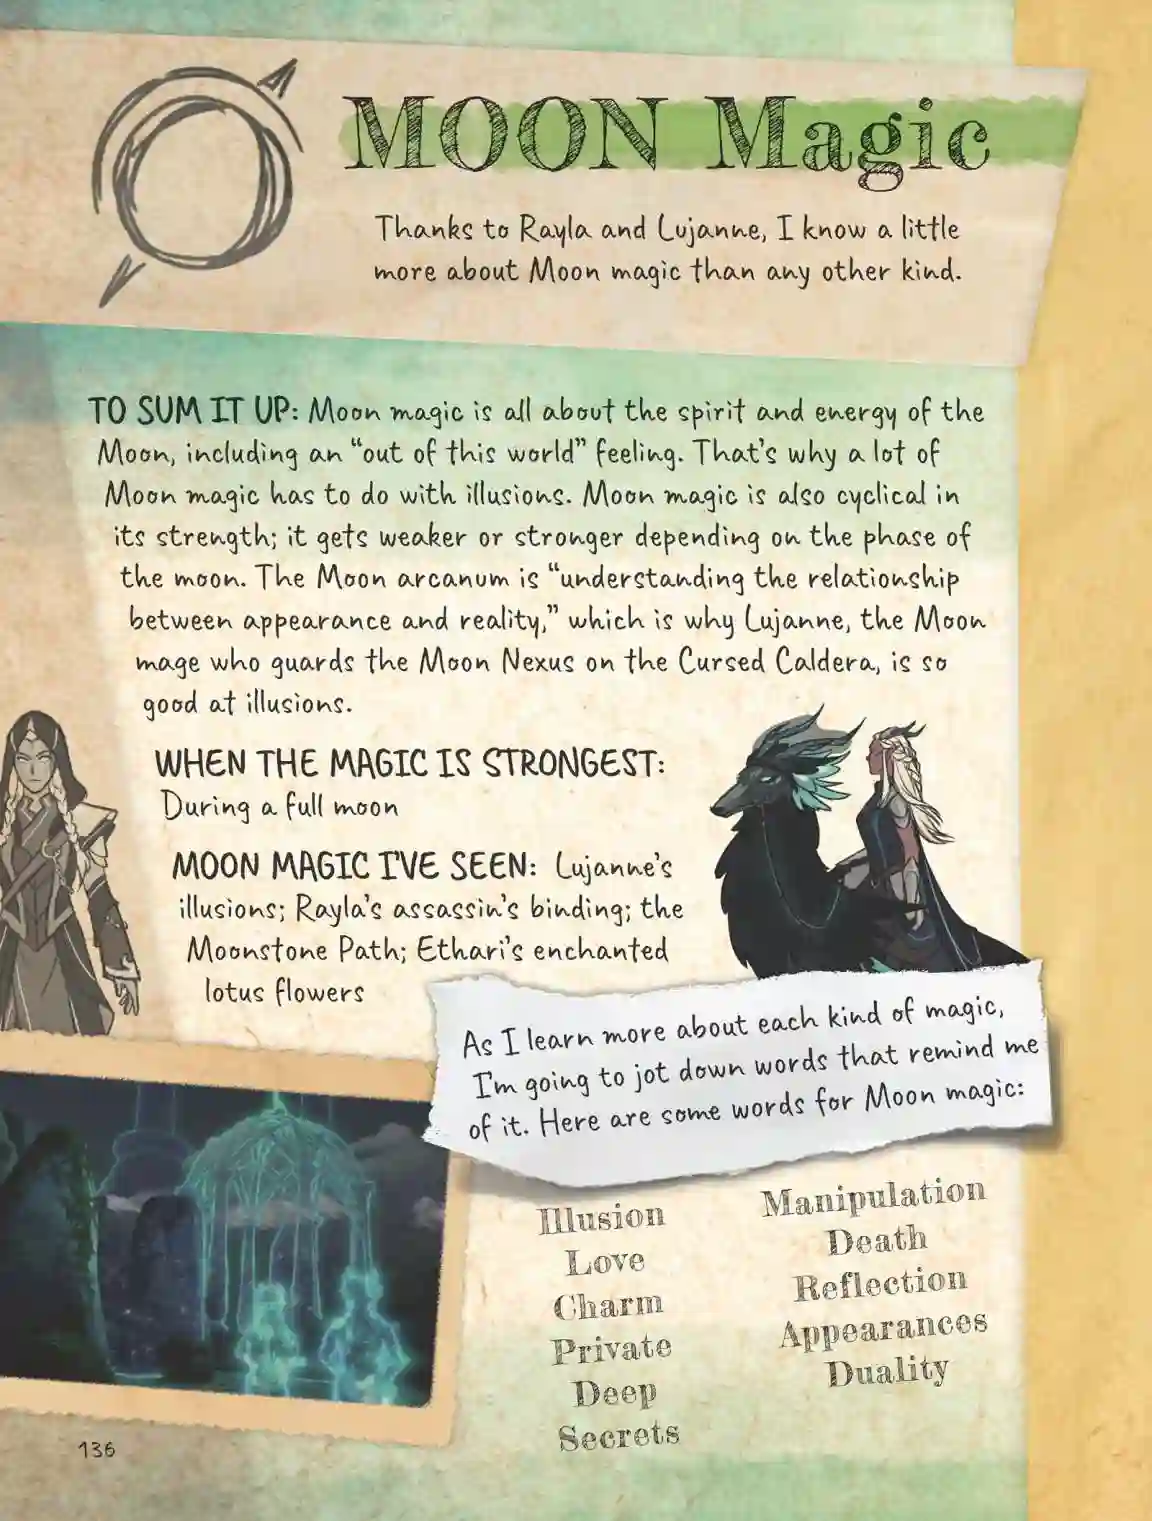 MOON Magic
Thanks to Rayla and Lujanne, I know a little
more about Moon magic than any other kind.
TO SUM IT UP: Moon magic is all about the spirit and energy of the
Moon, including an “out of this world” feeling. That’s why a lot of
Moon magic has to do with illusions. Moon magic is also cyclical in
its strength; it gets weaker or stronger depending on the phase of
the moon. The Moon arcanum is “understanding the relationship
between appearance and reality,” which is why Lujanne, the Moon
mage who guards the Moon Nexus on the Cursed Caldera, is so
good at illusions.
WHEN THE MAGIC IS STRONGEST:
During a full moon
MOON MAGIC I’VE SEEN: Lujanne’s
illusions; Rayla’s assassin’s binding; the
Moonstone Path; Ethari’s enchanted
lotus flowers
As I learn more about each kind of magic,
I’m going to jot down words that remind me
of it. Here are some words for Moon magic:
Illusion
Love
Charm
Private
Deep
Secrets
Manipulation
Death
Reflection
Appearances
Duality
136